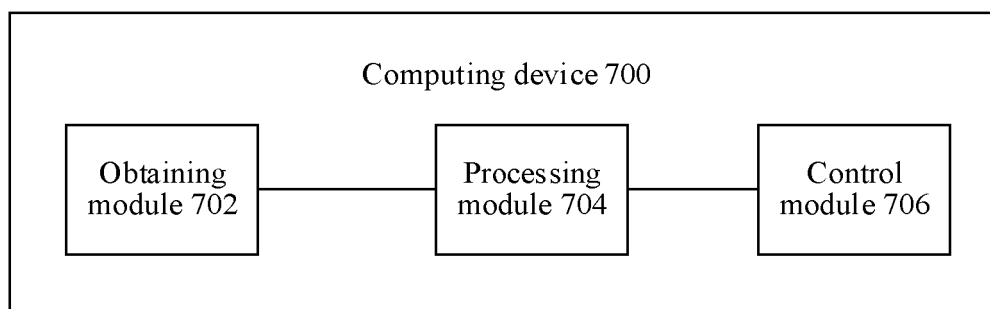 Computing device 700
Obtaining
module 702
Processing
module 704
Control
module 706